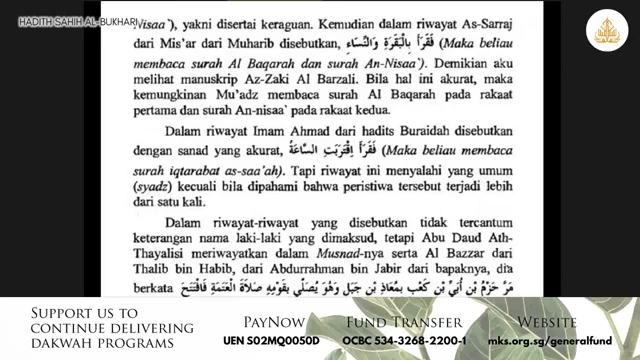 HADITH SAHIH AL-BUKHARI
Nisaa`), yakni disertai keraguan. Kemudian dalam riwayat As-Sarraj
dari Mis'ar dari Muharib disebutkan, فَقَرَأَ بِالْبَقَرَةِ وَالنِّسَاءِ (Maka beliau
membaca surah Al Baqarah dan surah An-Nisaa`). Demikian aku
melihat manuskrip Az-Zaki Al Barzali. Bila hal ini akurat, maka
kemungkinan Mu'adz membaca surah Al Baqarah pada rakaat
pertama dan surah An-nisaa` pada rakaat kedua.
Dalam riwayat Imam Ahmad dari hadits Buraidah disebutkan
dengan sanad yang akurat, فَقَرَأَ اقْتَرَبَتِ السَّاعَةُ (Maka beliau membaca
surah iqtarabat as-saa'ah). Tapi riwayat ini menyalahi yang umum
(syadz) kecuali bila dipahami bahwa peristiwa tersebut terjadi lebih
dari satu kali.
Dalam riwayat-riwayat yang disebutkan tidak tercantum
keterangan nama laki-laki yang dimaksud, tetapi Abu Daud Ath-
Thayalisi meriwayatkan dalam Musnad-nya serta Al Bazzar dari
Thalib bin Habib, dari Abdurrahman bin Jabir dari bapaknya, dia
berkata مَرَّ حَزْمُ بْنُ أَبِيِّ بْنِ كَعْبٍ بِمُعَاذِ بْنِ جَبَلٍ وَهُوَ يُصَلِّي بِقَوْمِهِ صَلَاةَ الْعَتَمَةِ فَافْتَتَحَ
SUPPORT US TO
CONTINUE DELIVERING
DAKWAH PROGRAMS
PAYNOW
UEN S02MQ0050D
FUND TRANSFER
OCBC 534-3268-2200-1
WEBSITE
mks.org.sg/generalfund